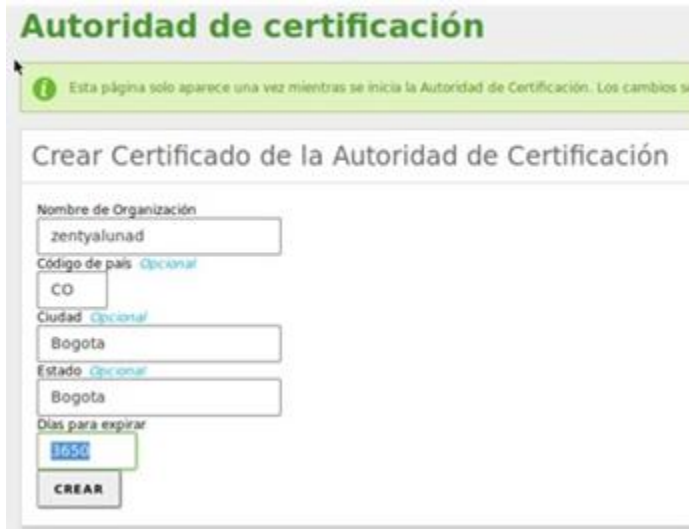 Autoridad de certificación
Esta página solo aparece una vez mientras se inicia la Autoridad de Certificación. Los cambios
Crear Certificado de la Autoridad de Certificación
Nombre de Organización
zentyalunad
Código de país Opcional
CO
Ciudad Opcional
Bogota
Estado Opcional
Bogota
Días para expirar
3650
CREAR